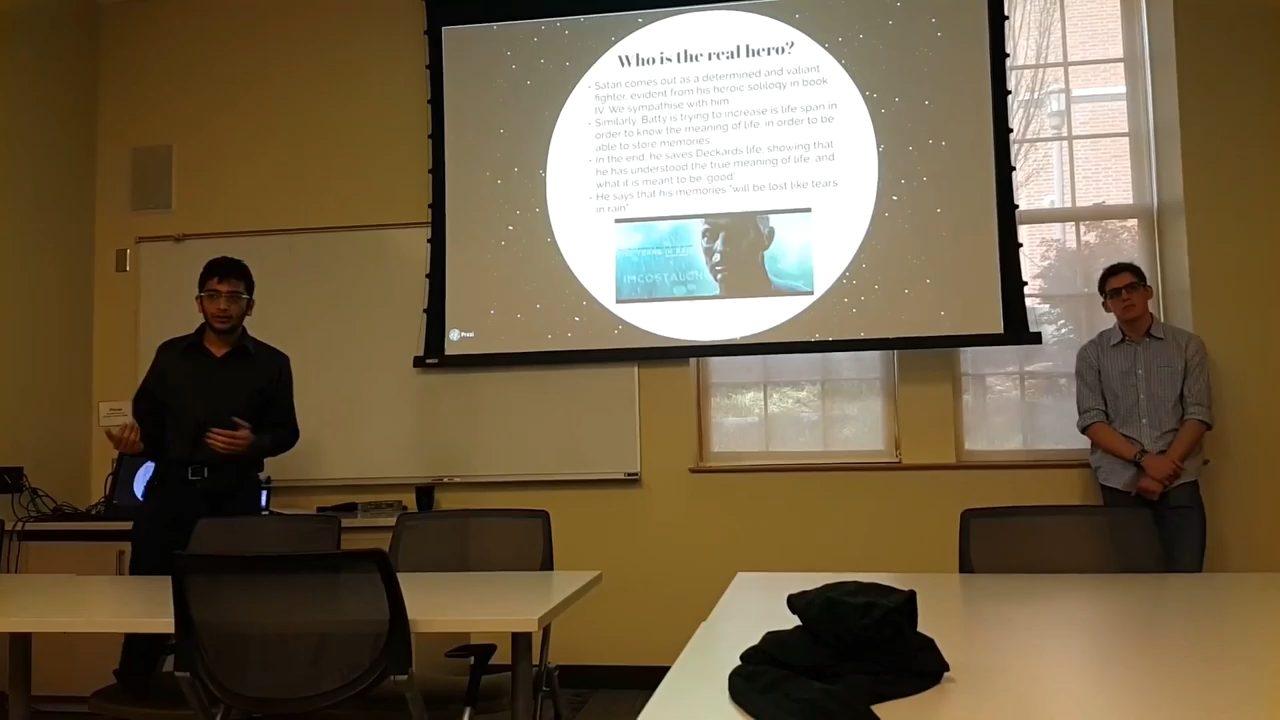 Who is the real hero?
• Satan comes out as a determined and valiant
fighter, evident from his heroic soliloqy in book
IV. We sympathise with him
• Similarly, Batty is trying to increase is life span in
order to know the meaning of life, in order to be
able to store memories
• In the end, he saves Deckards life, showing that
he has understood the true meaning of life, and
what it is meant to be 'good'
• He says that his memories "will be lost like tears
in rain"
Prezi